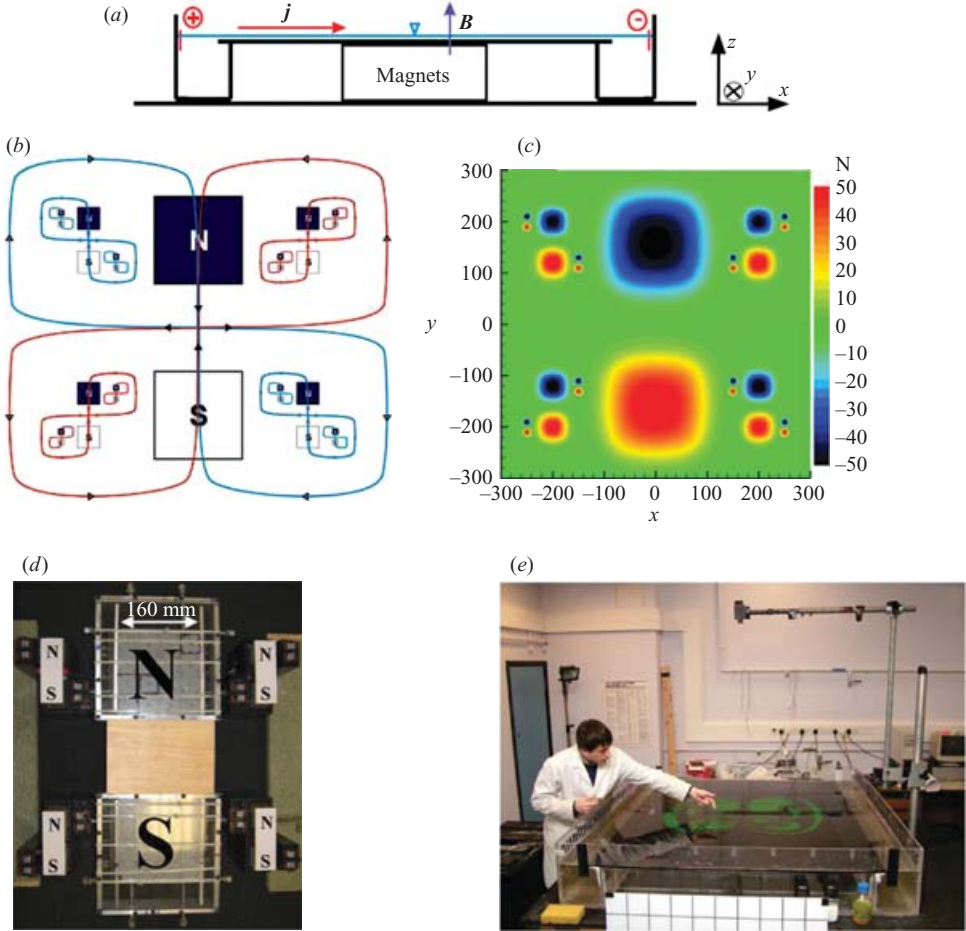 (a)
j
B
+
-
Magnets
z
y
x
(b)
N
S
N
S
N
S
N
S
N
S
(c)
N
300
200
100
0
–100
–200
–300
–300 –200 –100 0 100 200 300
y
x
50
40
30
20
10
0
–10
–20
–30
–40
–50
(d)
160 mm
N
S
N
S
N
S
N
S
N
S
(e)